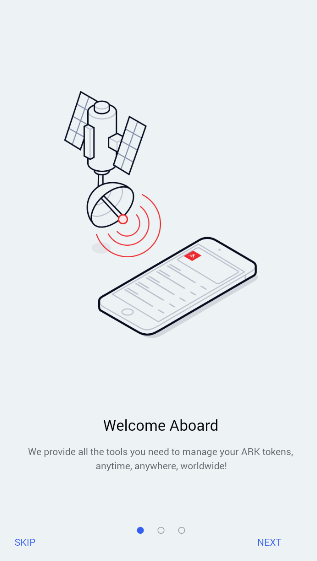 Welcome Aboard
We provide all the tools you need to manage your ARK tokens,
anytime, anywhere, worldwide!
SKIP
NEXT